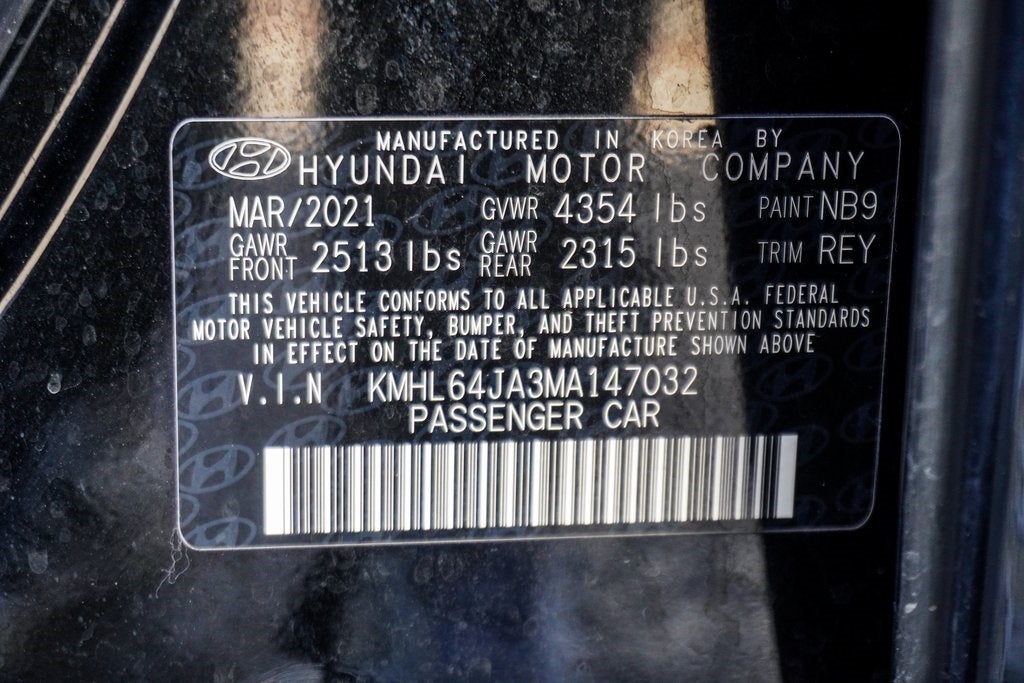 MANUFACTURED IN KOREA BY
HYUNDAI MOTOR COMPANY
MAR/2021 GVWR 4354 lbs PAINT NB9
GAWR FRONT 2513 lbs GAWR REAR 2315 lbs TRIM REY
THIS VEHICLE CONFORMS TO ALL APPLICABLE U.S.A. FEDERAL
MOTOR VEHICLE SAFETY, BUMPER, AND THEFT PREVENTION STANDARDS
IN EFFECT ON THE DATE OF MANUFACTURE SHOWN ABOVE
V.I.N KMHL64JA3MA147032
PASSENGER CAR